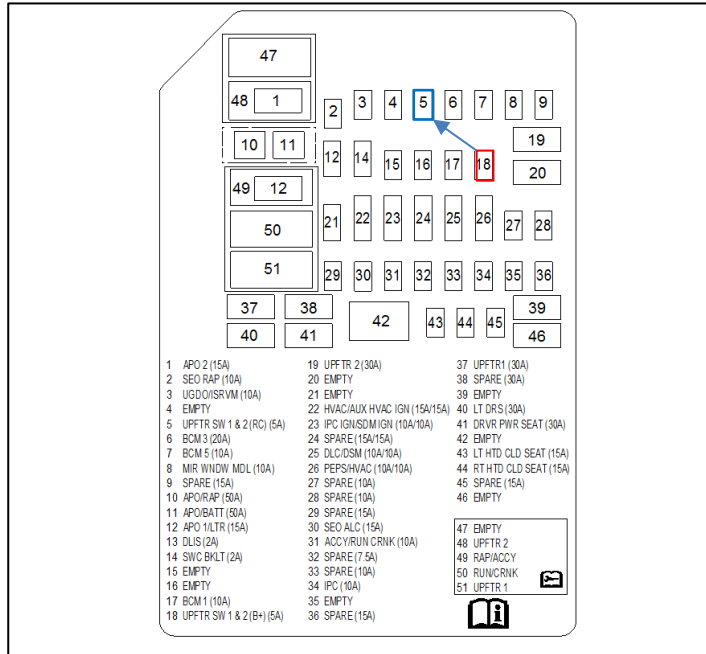 47
48 1
2 3 4 5 6 7 8 9
10 11
12 14 15 16 17 18
19
20
49 12
21 22 23 24 25 26 27 28
50
51
29 30 31 32 33 34 35 36
37 38 42 43 44 45 39
40 41 46
1 APO 2 (15A)
2 SEO RAP (10A)
3 UGDO/ISRVM (10A)
4 EMPTY
5 UPFTR SW 1 & 2 (RC) (5A)
6 BCM 3 (20A)
7 BCM 5 (10A)
8 MIR WNDW MDL (10A)
9 SPARE (15A)
10 APO/RAP (50A)
11 APO/BATT (50A)
12 APO 1/LTR (15A)
13 DLIS (2A)
14 SWC BKLT (2A)
15 EMPTY
16 EMPTY
17 BCM 1 (10A)
18 UPFTR SW 1 & 2 (B+) (5A)
19 UPFTR 2 (30A)
20 EMPTY
21 EMPTY
22 HVAC/AUX HVAC IGN (15A/15A)
23 IPC IGN/SDM IGN (10A/10A)
24 SPARE (15A/15A)
25 DLC/DSM (10A/10A)
26 PEPS/HVAC (10A/10A)
27 SPARE (10A)
28 SPARE (10A)
29 SPARE (15A)
30 SEO ALC (15A)
31 ACCY/RUN CRNK (10A)
32 SPARE (7.5A)
33 SPARE (10A)
34 IPC (10A)
35 EMPTY
36 SPARE (15A)
37 UPFTR1 (30A)
38 SPARE (30A)
39 EMPTY
40 LT DRS (30A)
41 DRVR PWR SEAT (30A)
42 EMPTY
43 LT HTD CLD SEAT (15A)
44 RT HTD CLD SEAT (15A)
45 SPARE (15A)
46 EMPTY
47 EMPTY
48 UPFTR 2
49 RAP/ACCY
50 RUN/CRNK
51 UPFTR 1